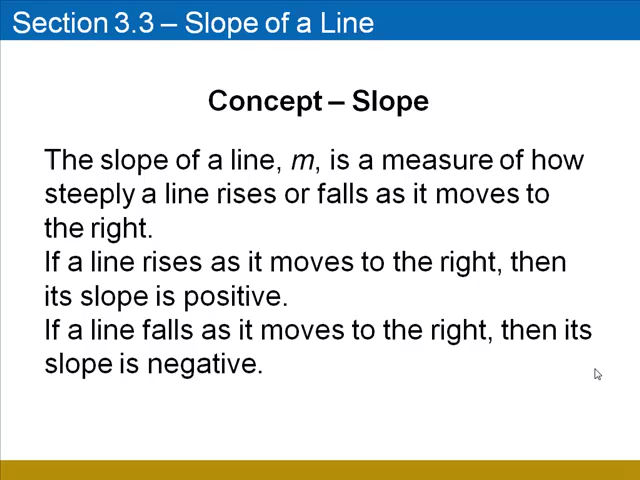 Section 3.3 – Slope of a Line
Concept – Slope
The slope of a line, m, is a measure of how
steeply a line rises or falls as it moves to
the right.
If a line rises as it moves to the right, then
its slope is positive.
If a line falls as it moves to the right, then its
slope is negative.